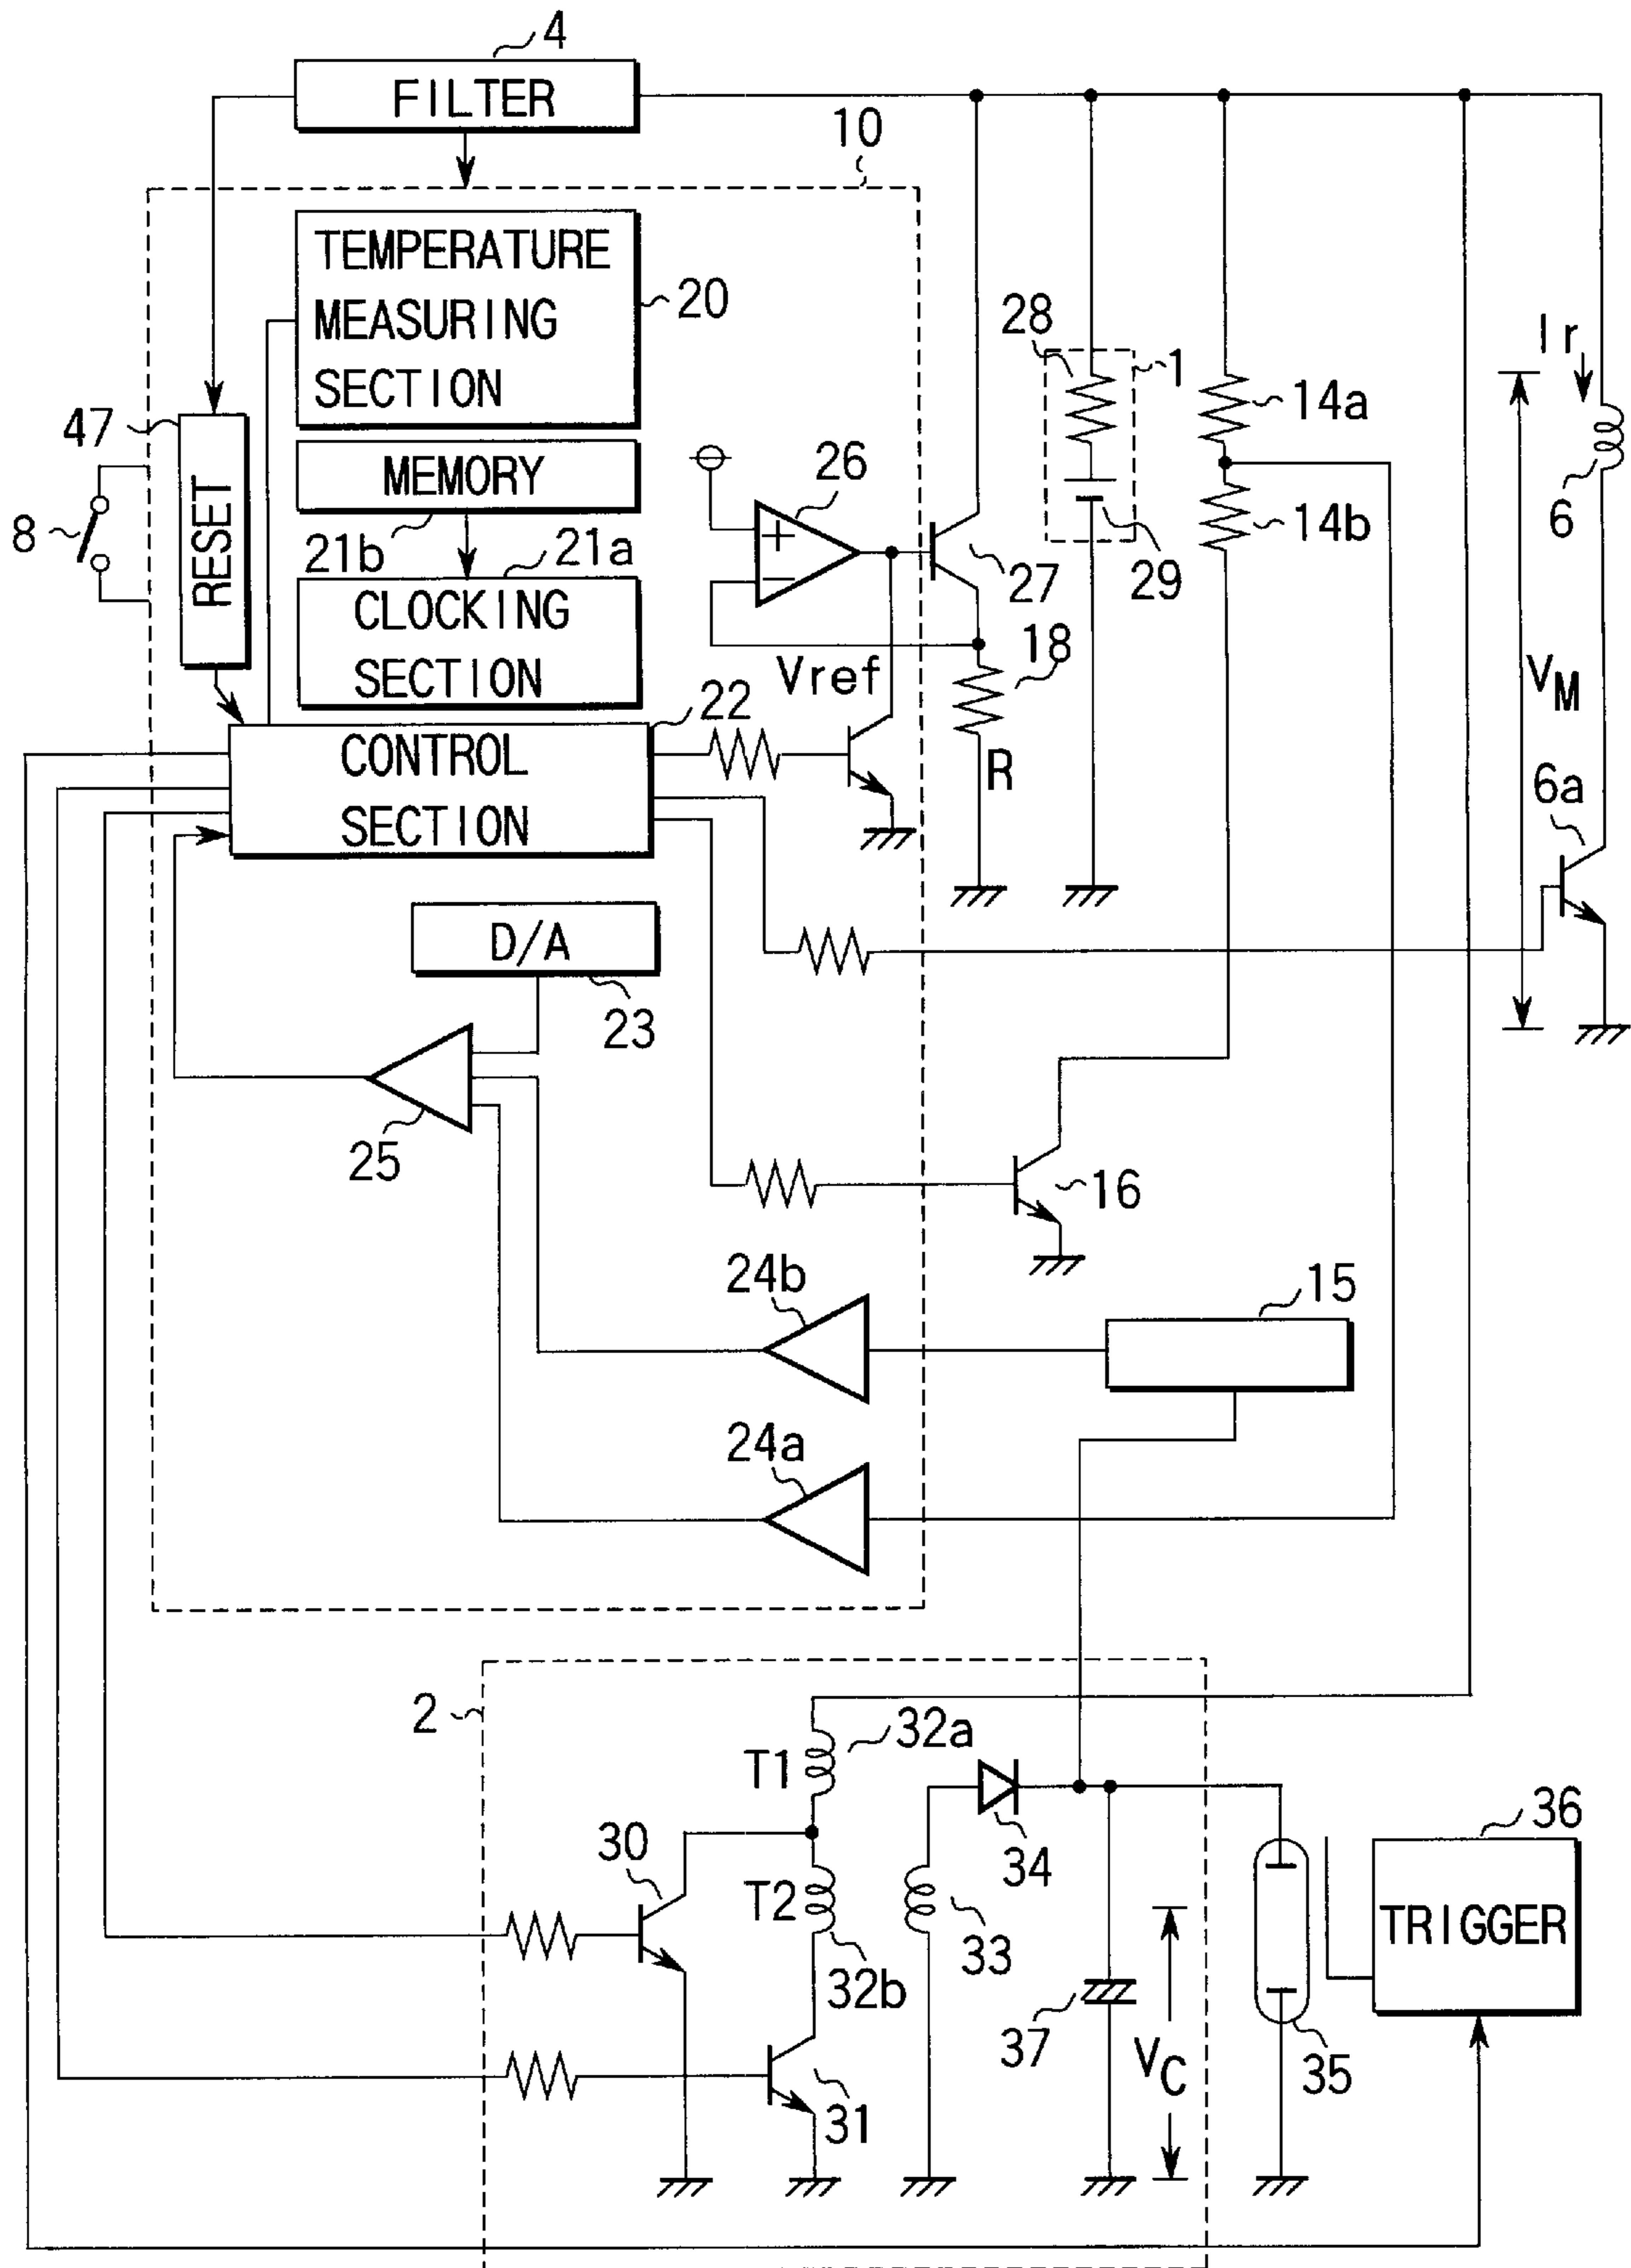 4
FILTER
10
TEMPERATURE
MEASURING
SECTION
20
28
1
Ir
14a
47
MEMORY
26
6
8
RESET
21b
21a
14b
27
29
CLOCKING
SECTION
18
Vref
VM
22
CONTROL
SECTION
R
6a
D/A
23
25
16
24b
15
24a
2
32a
T1
30
34
36
T2
33
TRIGGER
32b
37
VC
35
31
+
−